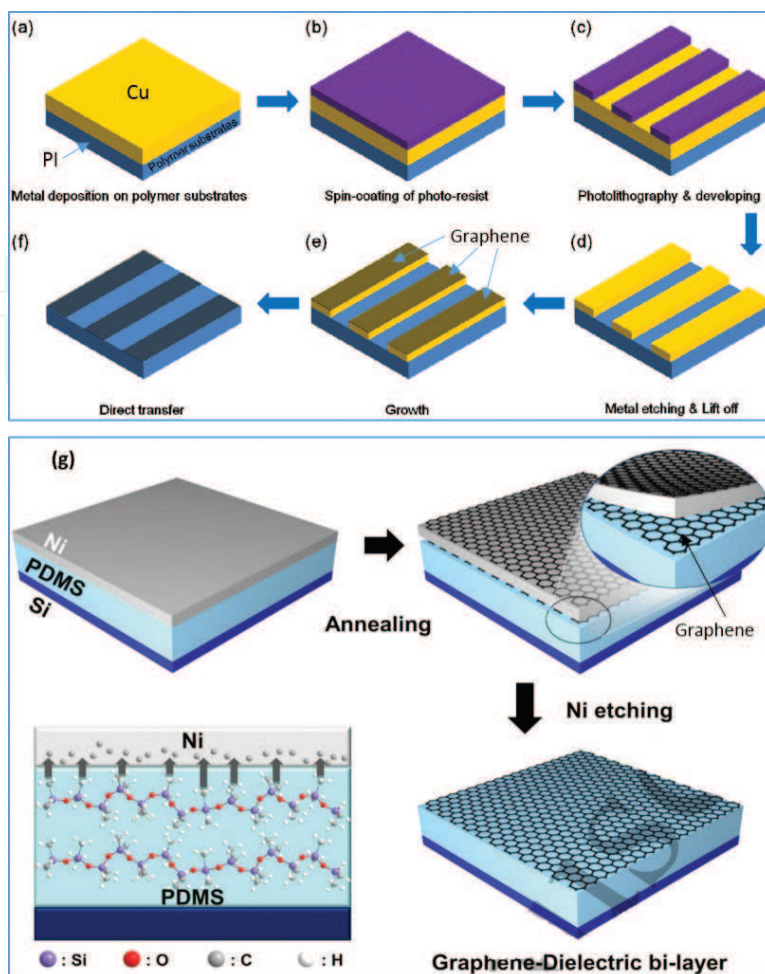 (a)
(b)
(c)
Cu
PI
Polymer substrates
Metal deposition on polymer substrates
Spin-coating of photo-resist
Photolithography & developing
(f)
(e)
Graphene
(d)
Direct transfer
Growth
Metal etching & Lift off
(g)
Ni
PDMS
Si
Annealing
Graphene
Ni etching
Ni
PDMS
: Si : O : C : H
Graphene-Dielectric bi-layer